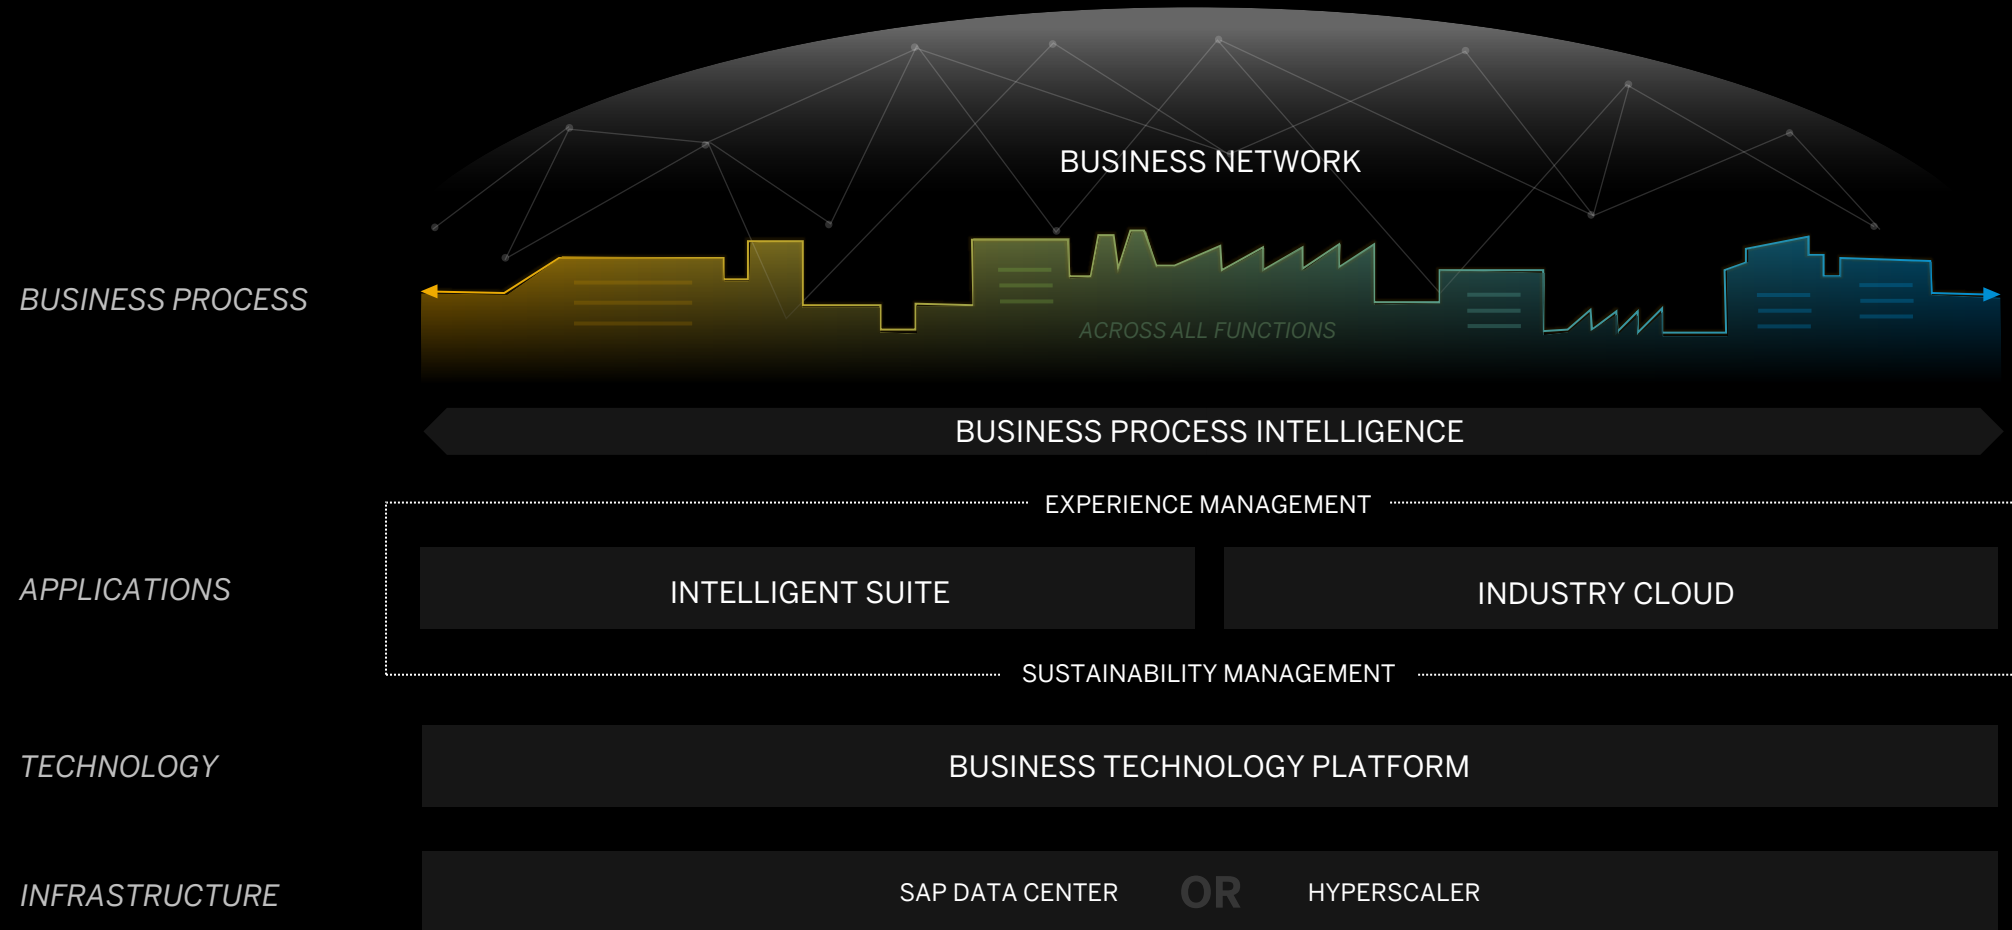 BUSINESS NETWORK
BUSINESS PROCESS
ACROSS ALL FUNCTIONS
BUSINESS PROCESS INTELLIGENCE
EXPERIENCE MANAGEMENT
APPLICATIONS
INTELLIGENT SUITE
INDUSTRY CLOUD
SUSTAINABILITY MANAGEMENT
TECHNOLOGY
BUSINESS TECHNOLOGY PLATFORM
INFRASTRUCTURE
SAP DATA CENTER
OR
HYPERSCALER